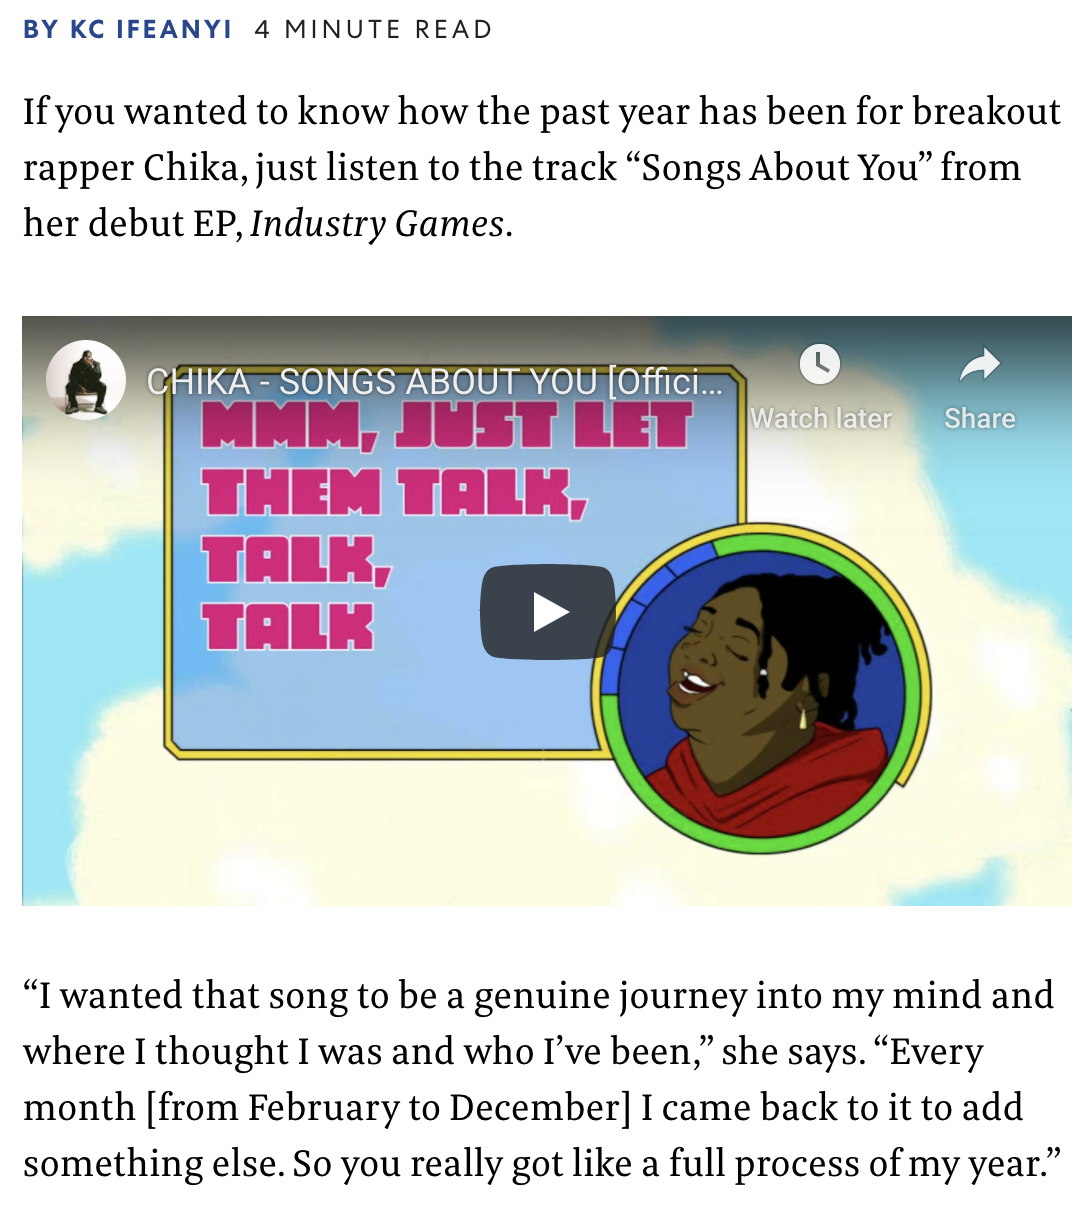 BY KC IFEANYI 4 MINUTE READ
If you wanted to know how the past year has been for breakout
rapper Chika, just listen to the track “Songs About You” from
her debut EP, Industry Games.
CHIKA - SONGS ABOUT YOU [Offici...
Watch later
Share
MMM, JUST LET
THEM TALK,
TALK,
TALK
“I wanted that song to be a genuine journey into my mind and
where I thought I was and who I’ve been,” she says. “Every
month [from February to December] I came back to it to add
something else. So you really got like a full process of my year.”